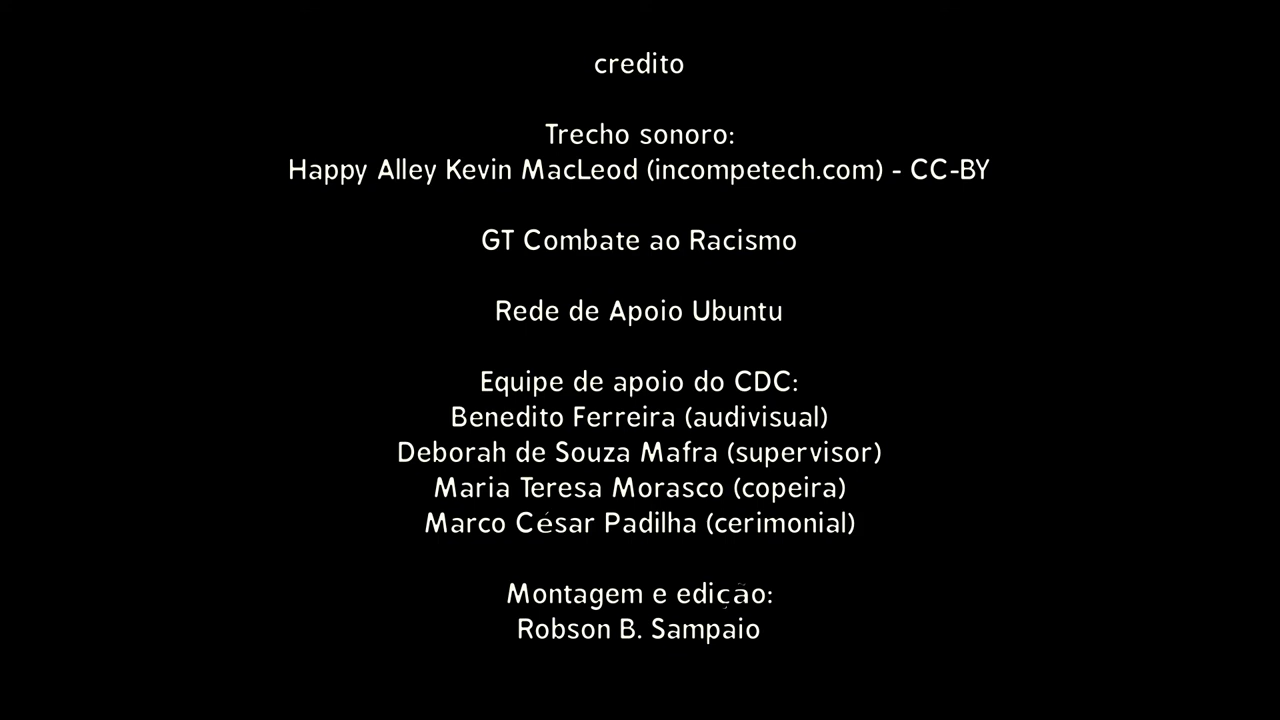 credito
Trecho sonoro:
Happy Alley Kevin MacLeod (incompetech.com) - CC-BY
GT Combate ao Racismo
Rede de Apoio Ubuntu
Equipe de apoio do CDC:
Benedito Ferreira (audivisual)
Deborah de Souza Mafra (supervisor)
Maria Teresa Morasco (copeira)
Marco César Padilha (cerimonial)
Montagem e edição:
Robson B. Sampaio